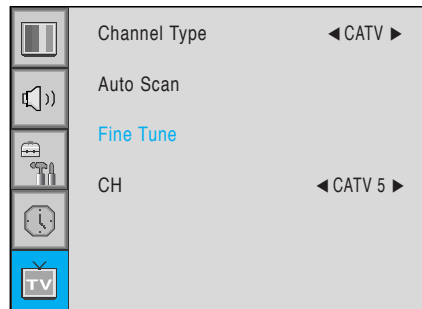 Channel Type ◀ CATV ▶
Auto Scan
Fine Tune
CH ◀ CATV 5 ▶
TV